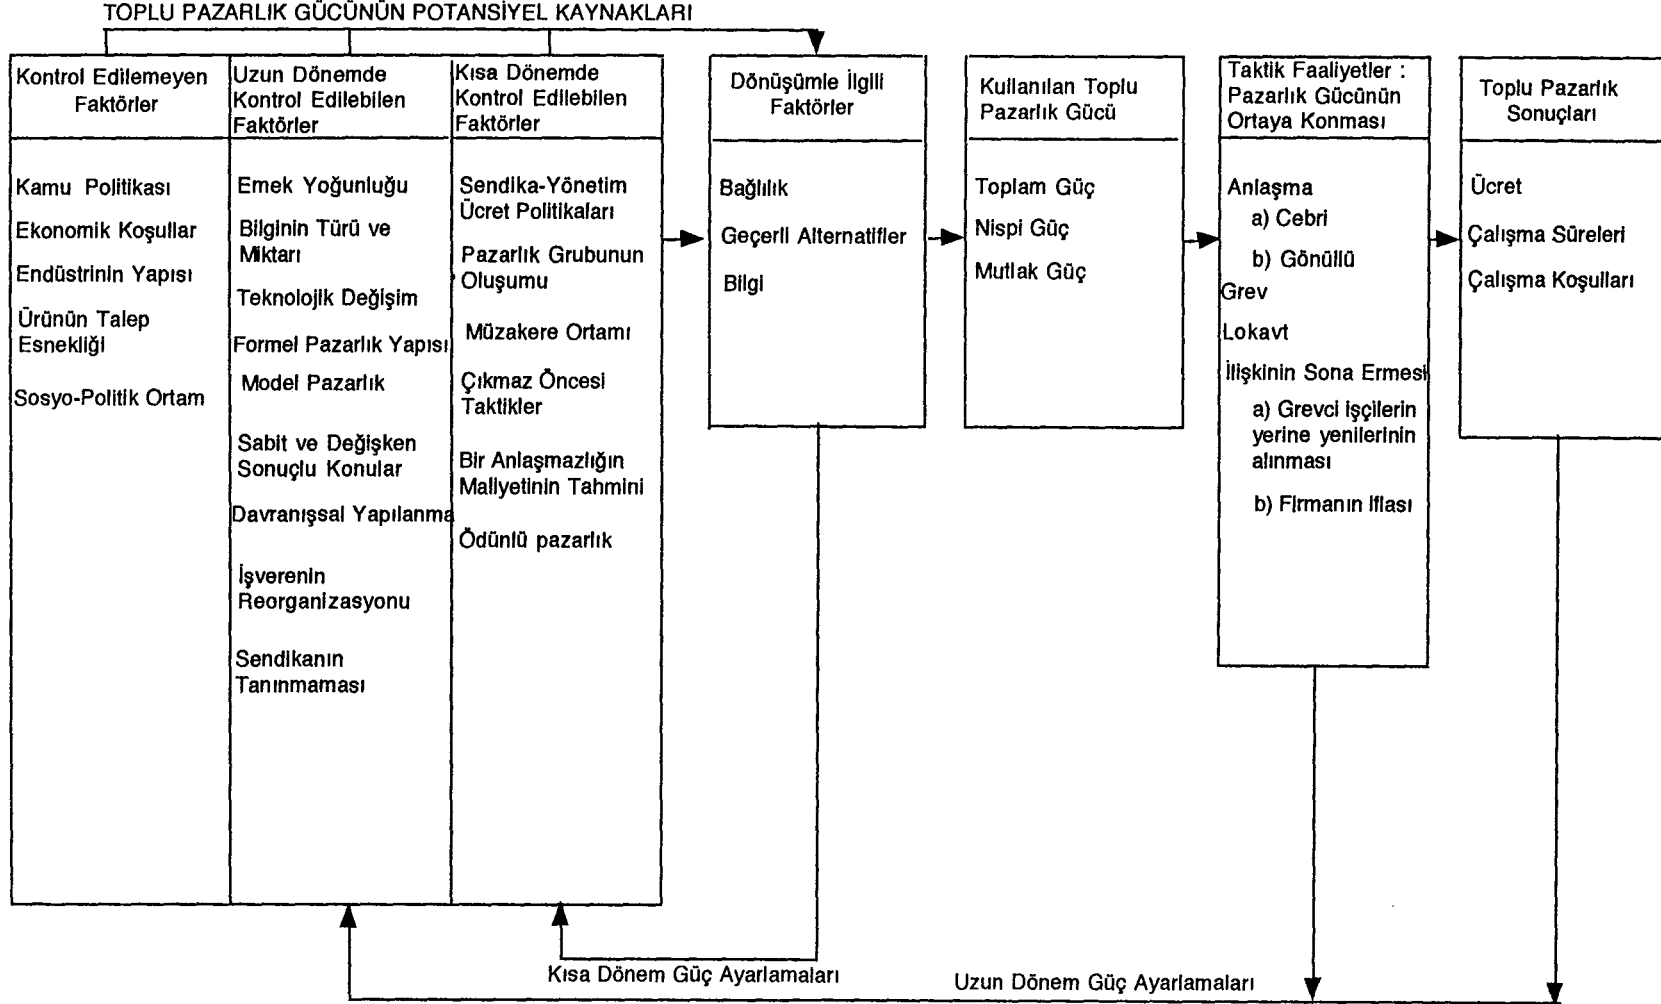 TOPLU PAZARLIK GÜCÜNÜN POTANSİYEL KAYNAKLARI
Kontrol Edilemeyen
Faktörler
Kamu Politikası
Ekonomik Koşullar
Endüstrinin Yapısı
Ürünün Talep
Esnekliği
Sosyo-Politik Ortam
Uzun Dönemde
Kontrol Edilebilen
Faktörler
Emek Yoğunluğu
Bilginin Türü ve
Miktarı
Teknolojik Değişim
Formel Pazarlık Yapısı
Model Pazarlık
Sabit ve Değişken
Sonuçlu Konular
Davranışsal Yapılanma
İşverenin
Reorganizasyonu
Sendikanın
Tanınmaması
Kısa Dönemde
Kontrol Edilebilen
Faktörler
Sendika-Yönetim
Ücret Politikaları
Pazarlık Grubunun
Oluşumu
Müzakere Ortamı
Çıkmaz Öncesi
Taktikler
Bir Anlaşmazlığın
Maliyetinin Tahmini
Ödünlü pazarlık
Dönüşümle İlgili
Faktörler
Bağlılık
Geçerli Alternatifler
Bilgi
Kullanılan Toplu
Pazarlık Gücü
Toplam Güç
Nispi Güç
Mutlak Güç
Taktik Faaliyetler :
Pazarlık Gücünün
Ortaya Konması
Anlaşma
a) Cebri
b) Gönüllü
Grev
Lokavt
İlişkinin Sona Ermesi
a) Grevci işçilerin
yerine yenilerinin
alınması
b) Firmanın iflası
Toplu Pazarlık
Sonuçları
Ücret
Çalışma Süreleri
Çalışma Koşulları
Kısa Dönem Güç Ayarlamaları
Uzun Dönem Güç Ayarlamaları